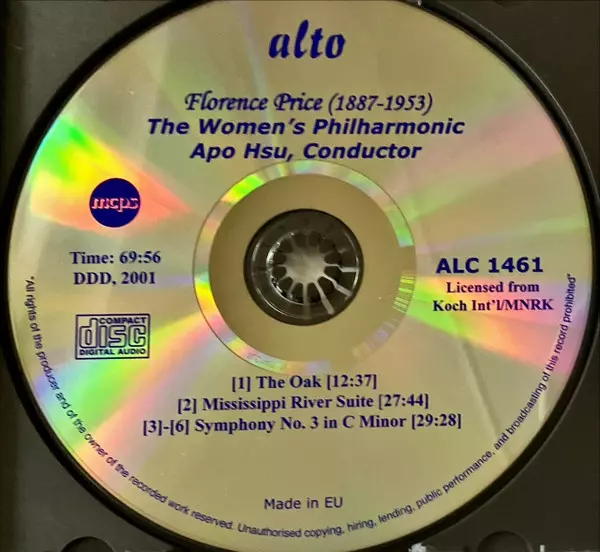 alto
Florence Price (1887-1953)
The Women's Philharmonic
Apo Hsu, Conductor
mcps
Time: 69:56
DDD, 2001
ALC 1461
Licensed from
Koch Int'l/MNRK
COMPACT
disc
DIGITAL AUDIO
[1] The Oak [12:37]
[2] Mississippi River Suite [27:44]
[3]-[6] Symphony No. 3 in C Minor [29:28]
Made in EU
"All rights of the producer and of the owner of the recorded work reserved. Unauthorised copying, hiring, lending, public performance, and broadcasting of this record prohibited"